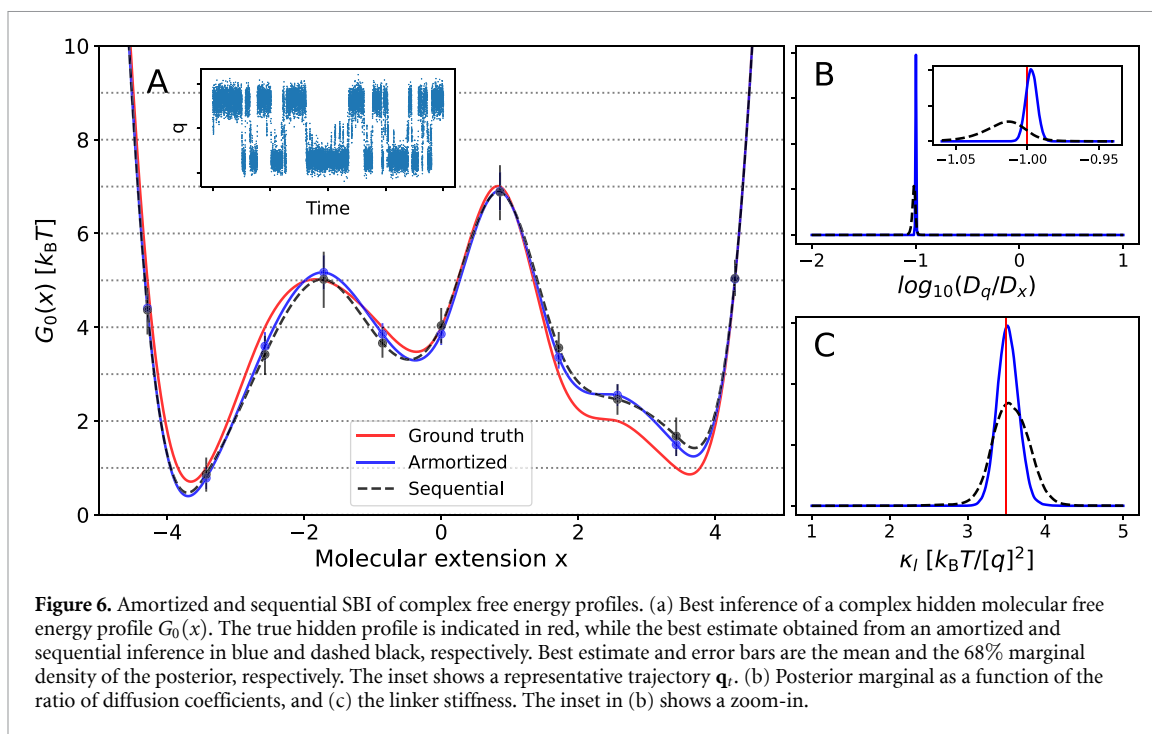 10
8
6
4
2
0
G₀(x) [k_BT]
A
q
Time
Ground truth
Armortized
Sequential
−4 −2 0 2 4
Molecular extension x
B
−1.05 −1.00 −0.95
−2 −1 0 1
log₁₀(D_q/D_x)
C
1 2 3 4 5
κ_l [k_BT/[q]²]
Figure 6. Amortized and sequential SBI of complex free energy profiles. (a) Best inference of a complex hidden molecular free
energy profile G₀(x). The true hidden profile is indicated in red, while the best estimate obtained from an amortized and
sequential inference in blue and dashed black, respectively. Best estimate and error bars are the mean and the 68% marginal
density of the posterior, respectively. The inset shows a representative trajectory q_t. (b) Posterior marginal as a function of the
ratio of diffusion coefficients, and (c) the linker stiffness. The inset in (b) shows a zoom-in.